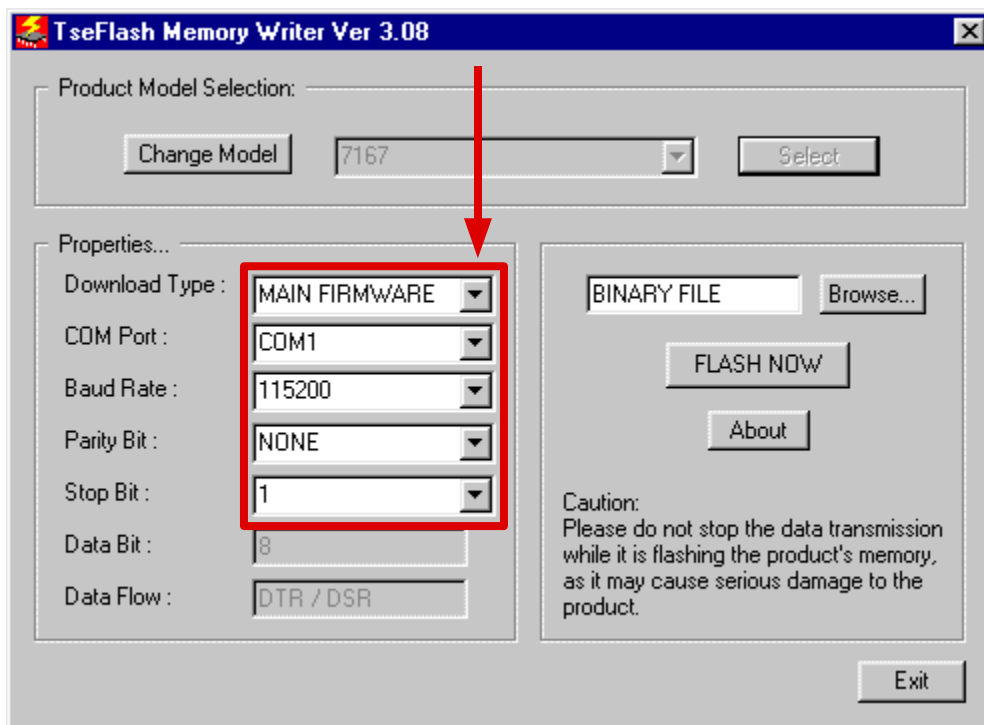 TseFlash Memory Writer Ver 3.08
Product Model Selection:
Change Model 7167 Select
Properties...
Download Type : MAIN FIRMWARE
COM Port : COM1
Baud Rate : 115200
Parity Bit : NONE
Stop Bit : 1
Data Bit : 8
Data Flow : DTR / DSR
BINARY FILE Browse...
FLASH NOW
About
Caution:
Please do not stop the data transmission
while it is flashing the product's memory,
as it may cause serious damage to the
product.
Exit